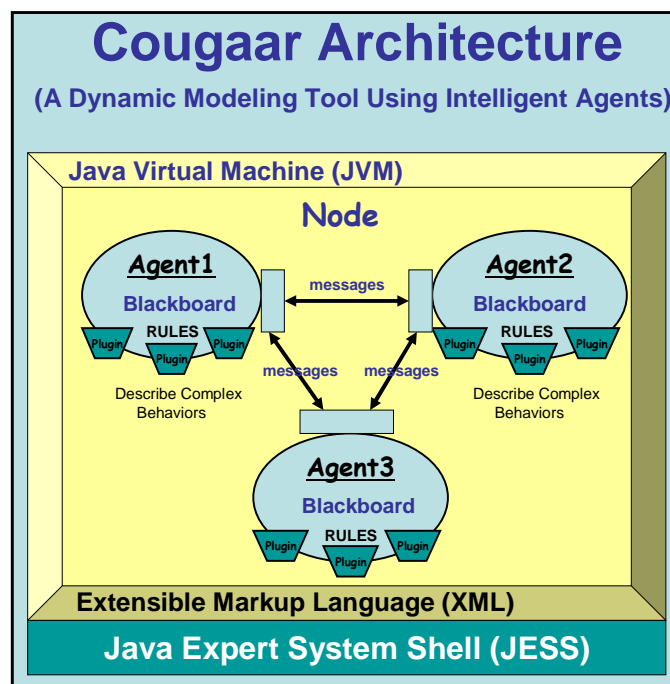 Cougaar Architecture
(A Dynamic Modeling Tool Using Intelligent Agents)
Java Virtual Machine (JVM)
Node
Agent1
Blackboard
RULES
Plugin
Plugin
Plugin
Describe Complex
Behaviors
messages
Agent2
Blackboard
RULES
Plugin
Plugin
Plugin
Describe Complex
Behaviors
messages
messages
Agent3
Blackboard
RULES
Plugin
Plugin
Plugin
Extensible Markup Language (XML)
Java Expert System Shell (JESS)